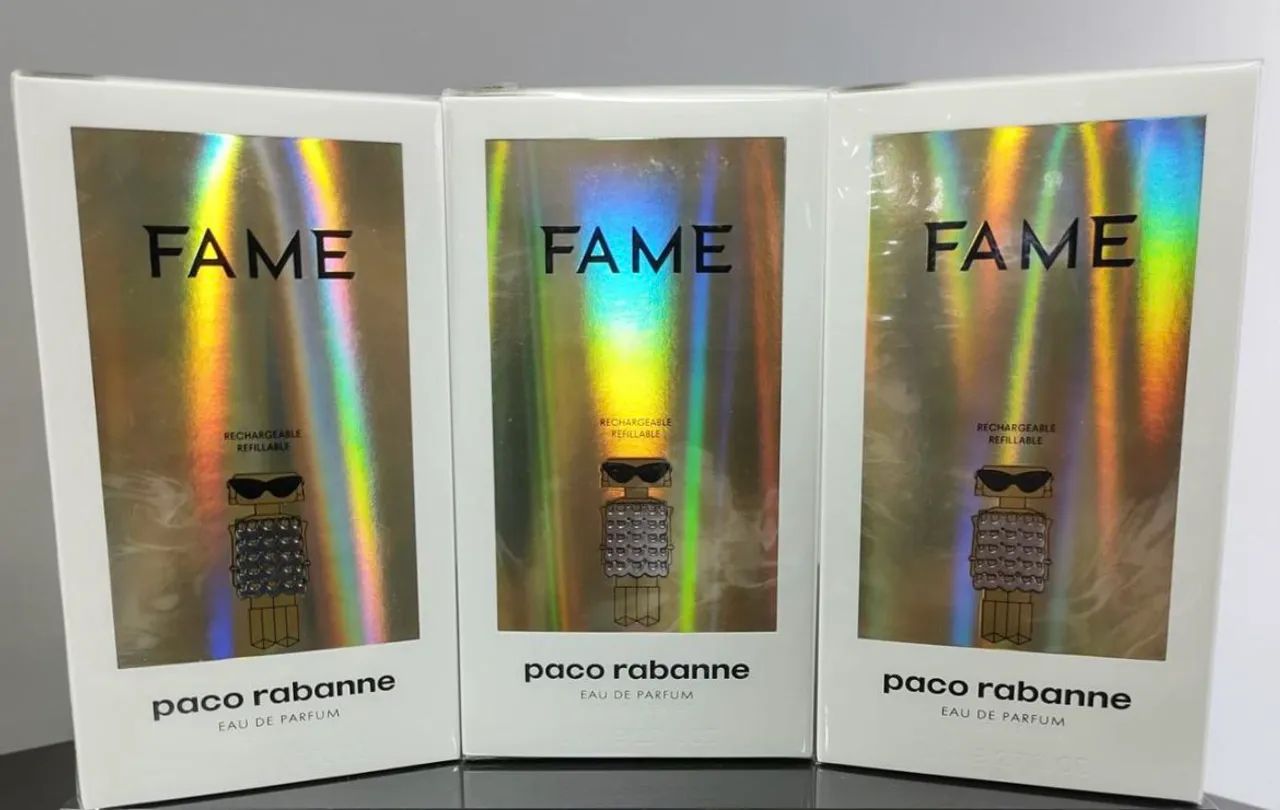 FAME
RECHARGEABLE
REFILLABLE
paco rabanne
EAU DE PARFUM
FAME
RECHARGEABLE
REFILLABLE
paco rabanne
EAU DE PARFUM
FAME
RECHARGEABLE
REFILLABLE
paco rabanne
EAU DE PARFUM